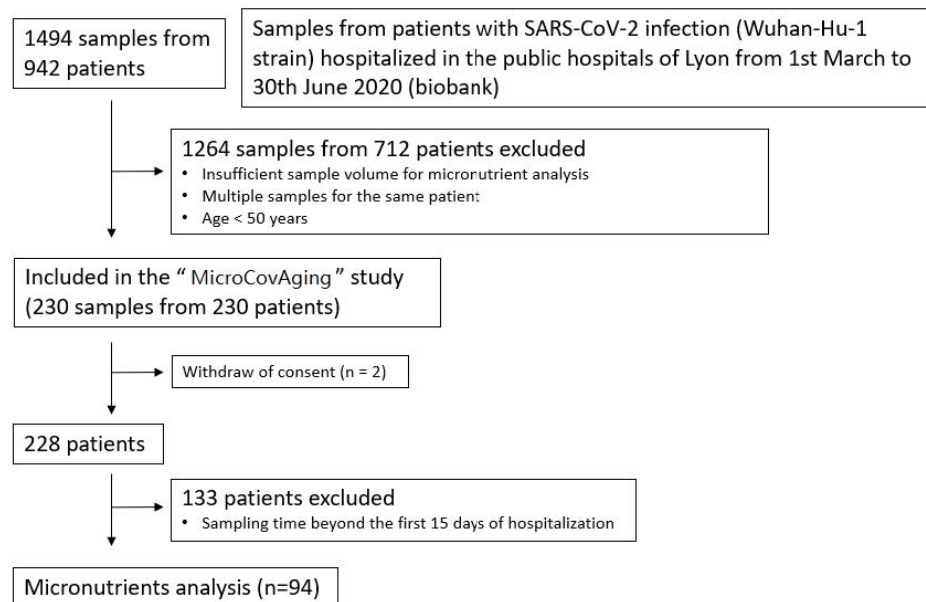 1494 samples from
942 patients
Samples from patients with SARS-CoV-2 infection (Wuhan-Hu-1
strain) hospitalized in the public hospitals of Lyon from 1st March to
30th June 2020 (biobank)
1264 samples from 712 patients excluded
• Insufficient sample volume for micronutrient analysis
• Multiple samples for the same patient
• Age < 50 years
Included in the “ MicroCovAging” study
(230 samples from 230 patients)
Withdraw of consent (n = 2)
228 patients
133 patients excluded
• Sampling time beyond the first 15 days of hospitalization
Micronutrients analysis (n=94)